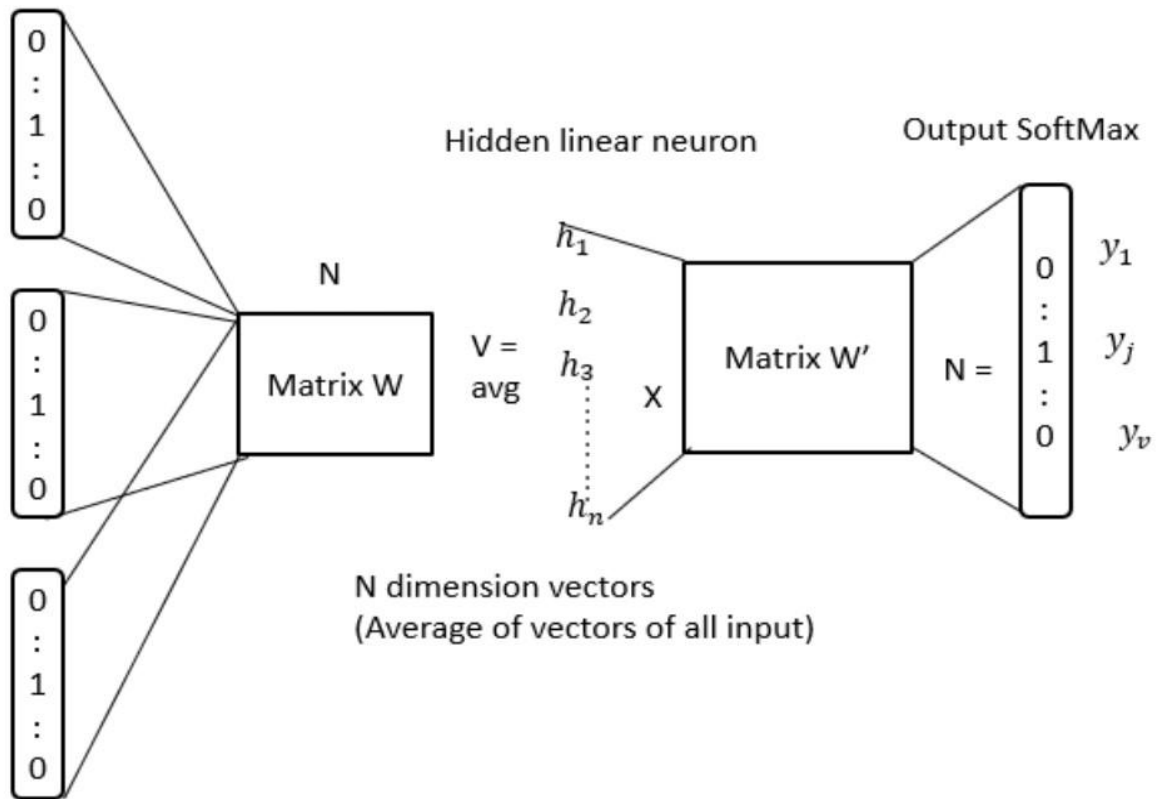 0
:
1
:
0
0
:
1
:
0
0
:
1
:
0
N
Matrix W
V =
avg
Hidden linear neuron
h₁
h₂
h₃
hₙ
X
Matrix W’
N =
Output SoftMax
0
:
1
:
0
y₁
yⱼ
yᵥ
N dimension vectors
(Average of vectors of all input)